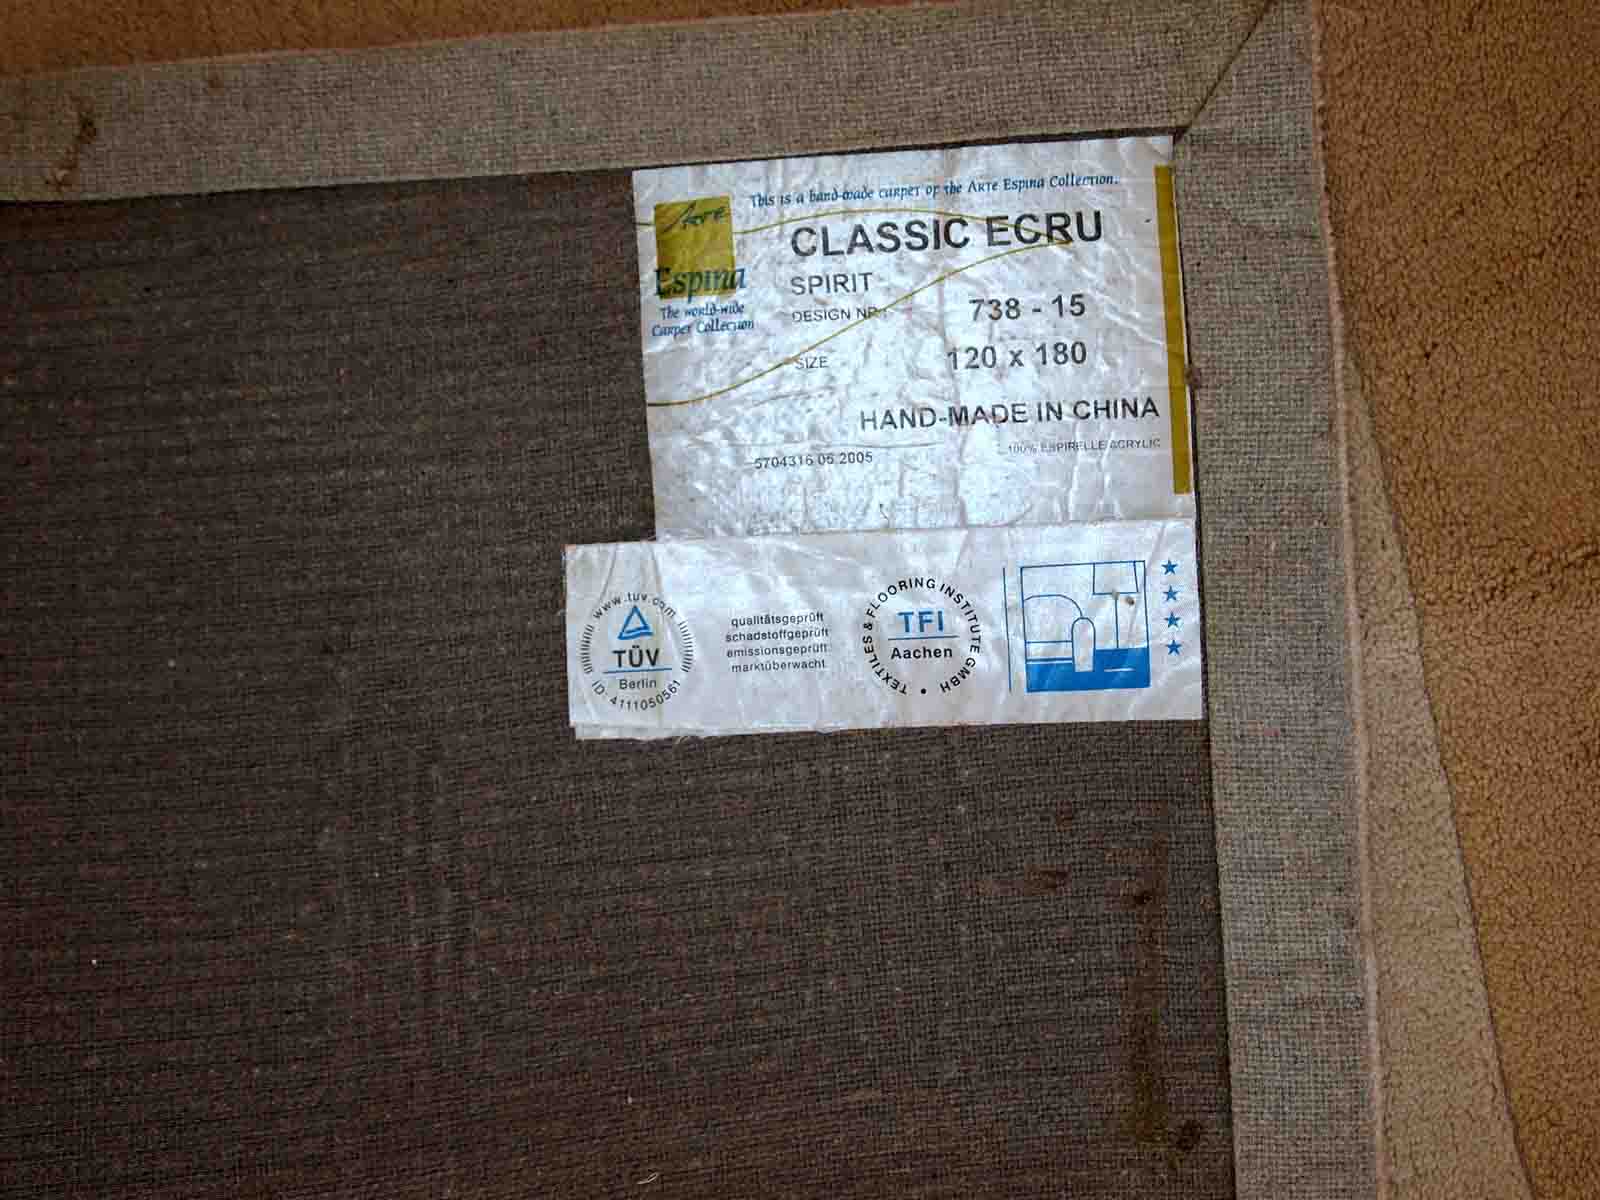 This is a hand-made carpet of the Arte Espina Collection.
Arte
Espina
The world-wide
Carpet Collection
CLASSIC ECRU
SPIRIT
DESIGN NR.: 738 - 15
SIZE 120 x 180
HAND-MADE IN CHINA
100% ESPIRELLE ACRYLIC
5704316 05.2005
www.tuv.com
TÜV
Berlin
ID: 4111050561
qualitätsgeprüft
schadstoffgeprüft
emissionsgeprüft
marktüberwacht
TEXTILES & FLOORING INSTITUTE GMBH •
TFI
Aachen